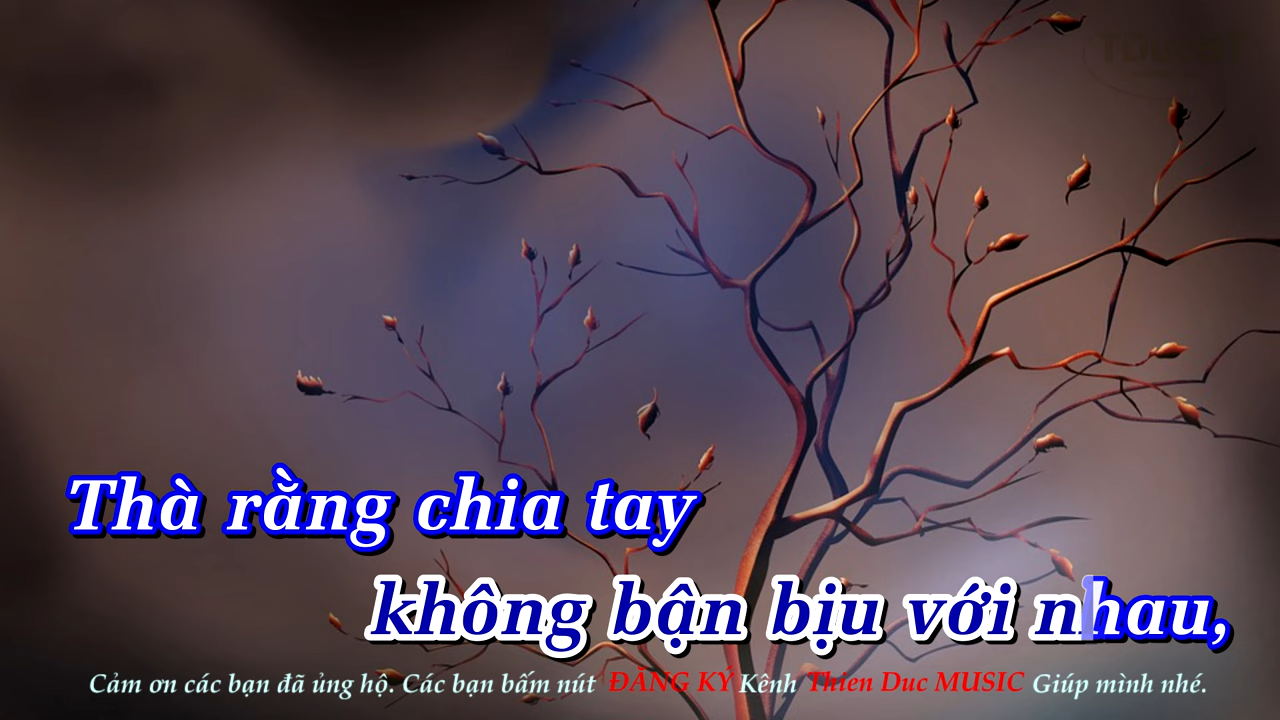 Thà rằng chia tay
không bận bịu với nhau,
Cảm ơn các bạn đã ủng hộ. Các bạn bấm nút ĐĂNG KÝ Kênh Thien Duc MUSIC Giúp mình nhé.